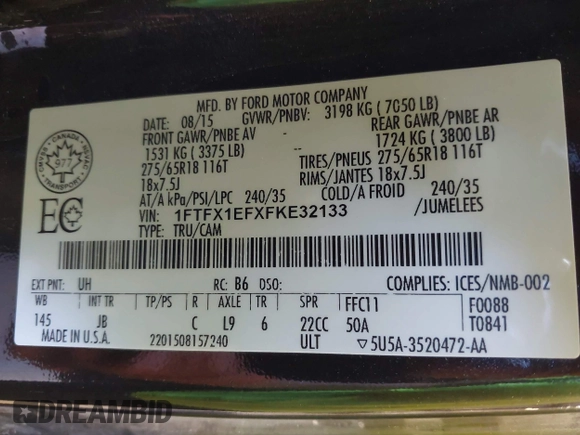 MFD. BY FORD MOTOR COMPANY
DATE: 08/15 GVWR/PNBV: 3198 KG ( 7050 LB)
FRONT GAWR/PNBE AV REAR GAWR/PNBE AR
1531 KG ( 3375 LB) 1724 KG ( 3800 LB)
275/65R18 116T TIRES/PNEUS 275/65R18 116T
18x7.5J RIMS/JANTES 18x7.5J
AT/A kPa/PSI/LPC 240/35 COLD/A FROID 240/35
VIN: 1FTFX1EFXFKE32133 /JUMELEES
TYPE: TRU/CAM
CANADA
977
TRANSPORT
EC
EXT PNT: UH RC: B6 DSO: COMPLIES: ICES/NMB-002
WB INT TR TP/PS R AXLE TR SPR FFC11 F0088
145 JB C L9 6 22CC 50A T0841
MADE IN U.S.A. 2201508157240 ULT ▽5U5A-3520472-AA
DREAMBID